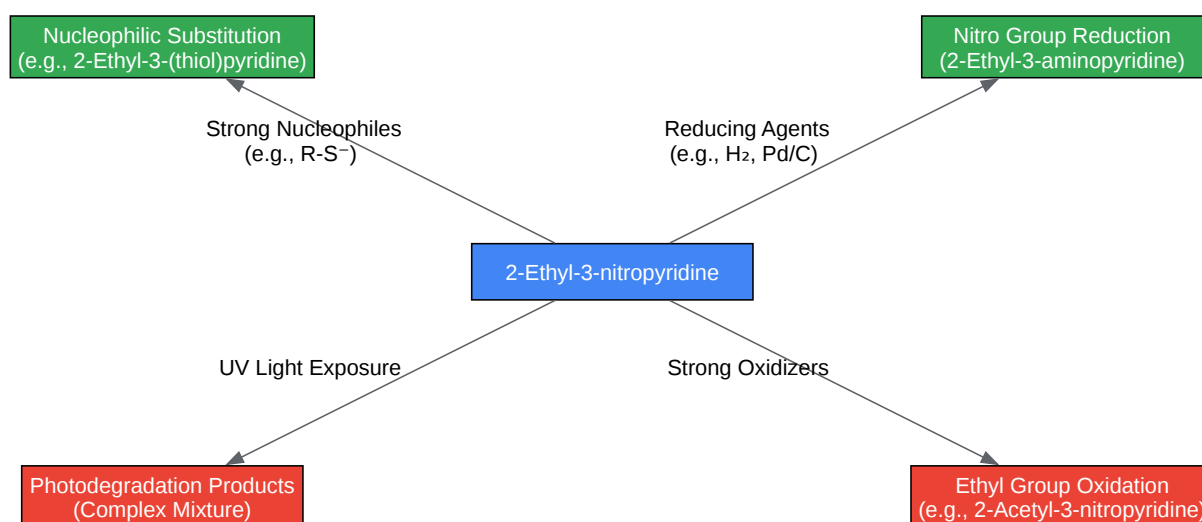 Nucleophilic Substitution
(e.g., 2-Ethyl-3-(thiol)pyridine)
Nitro Group Reduction
(2-Ethyl-3-aminopyridine)
Strong Nucleophiles
(e.g., R-S⁻)
Reducing Agents
(e.g., H₂, Pd/C)
2-Ethyl-3-nitropyridine
UV Light Exposure
Strong Oxidizers
Photodegradation Products
(Complex Mixture)
Ethyl Group Oxidation
(e.g., 2-Acetyl-3-nitropyridine)